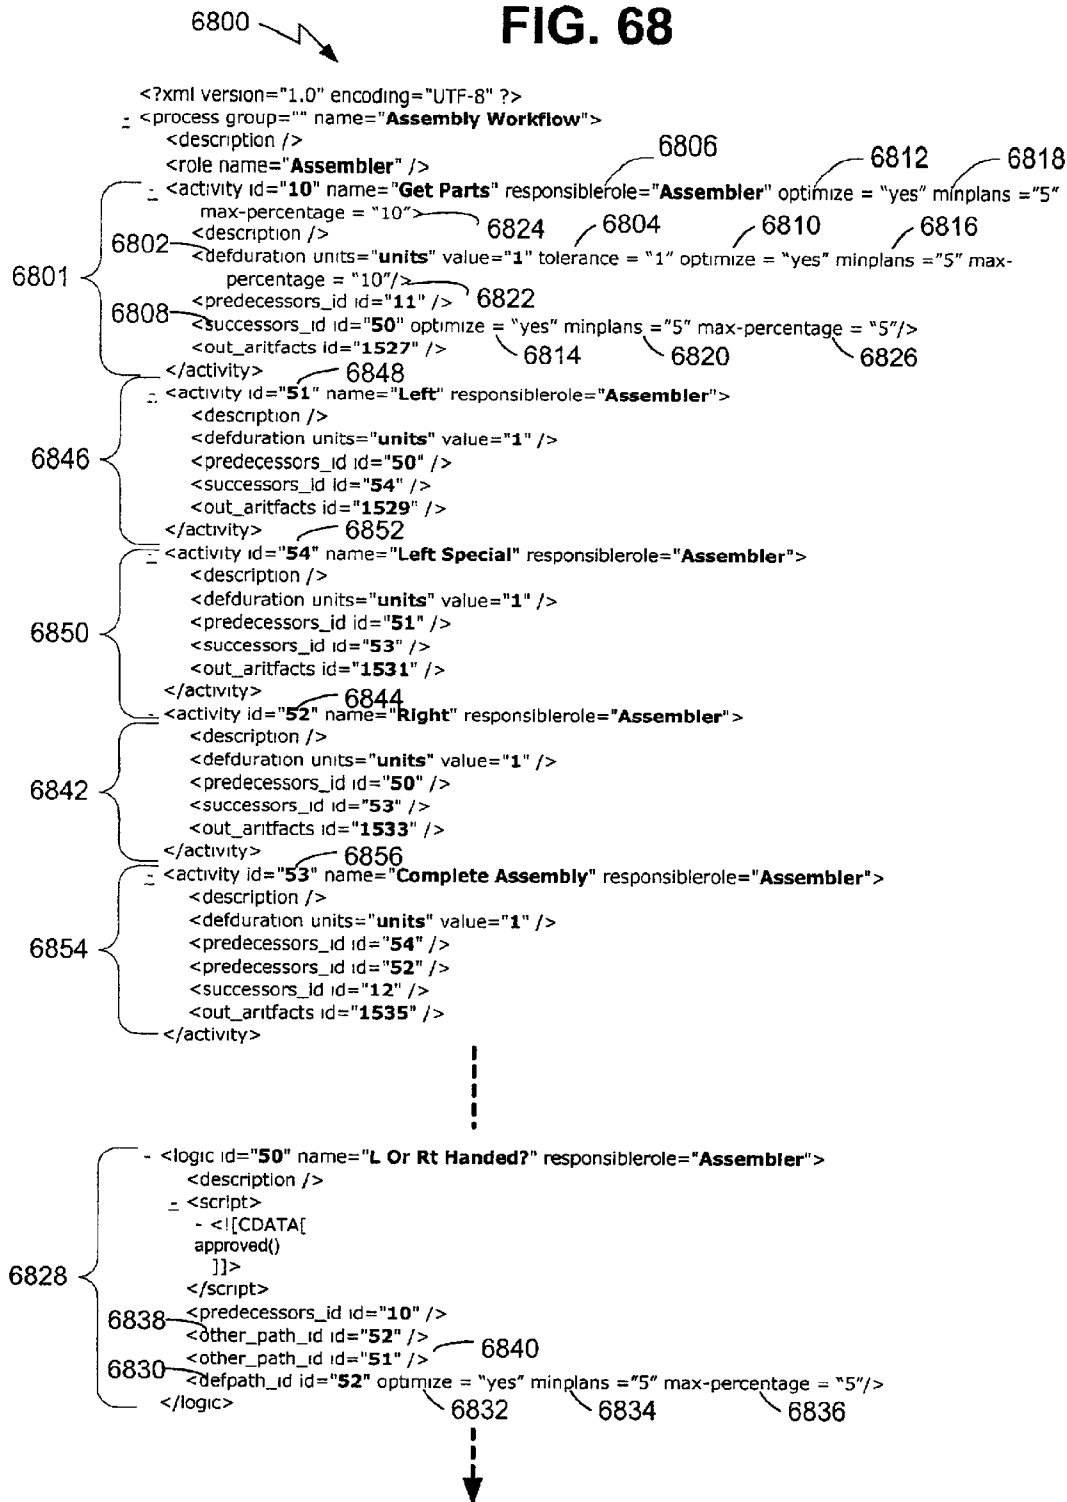 FIG. 68
6800
<?xml version="1.0" encoding="UTF-8" ?>
- <process group="" name="Assembly Workflow">
<description />
<role name="Assembler" />
6806
6812
6818
- <activity id="10" name="Get Parts" responsiblerole="Assembler" optimize = "yes" minplans ="5"
max-percentage = "10">
6824
6804
6810
6816
<description />
6802
<defduration units="units" value="1" tolerance = "1" optimize = "yes" minplans ="5" max-
percentage = "10"/>
6801
6822
<predecessors_id id="11" />
6808
<successors_id id="50" optimize = "yes" minplans ="5" max-percentage = "5"/>
<out_aritfacts id="1527" />
6814
6820
6826
</activity>
6848
- <activity id="51" name="Left" responsiblerole="Assembler">
<description />
<defduration units="units" value="1" />
6846
<predecessors_id id="50" />
<successors_id id="54" />
<out_aritfacts id="1529" />
</activity>
6852
- <activity id="54" name="Left Special" responsiblerole="Assembler">
<description />
<defduration units="units" value="1" />
<predecessors_id id="51" />
6850
<successors_id id="53" />
<out_aritfacts id="1531" />
</activity>
6844
- <activity id="52" name="Right" responsiblerole="Assembler">
<description />
<defduration units="units" value="1" />
6842
<predecessors_id id="50" />
<successors_id id="53" />
<out_aritfacts id="1533" />
</activity>
6856
- <activity id="53" name="Complete Assembly" responsiblerole="Assembler">
<description />
<defduration units="units" value="1" />
6854
<predecessors_id id="54" />
<predecessors_id id="52" />
<successors_id id="12" />
<out_aritfacts id="1535" />
</activity>
- <logic id="50" name="L Or Rt Handed?" responsiblerole="Assembler">
<description />
- <script>
- <![CDATA[
approved()
]]>
6828
</script>
<predecessors_id id="10" />
6838
<other_path_id id="52" />
<other_path_id id="51" />
6840
6830
<defpath_id id="52" optimize = "yes" minplans ="5" max-percentage = "5"/>
</logic>
6832
6834
6836